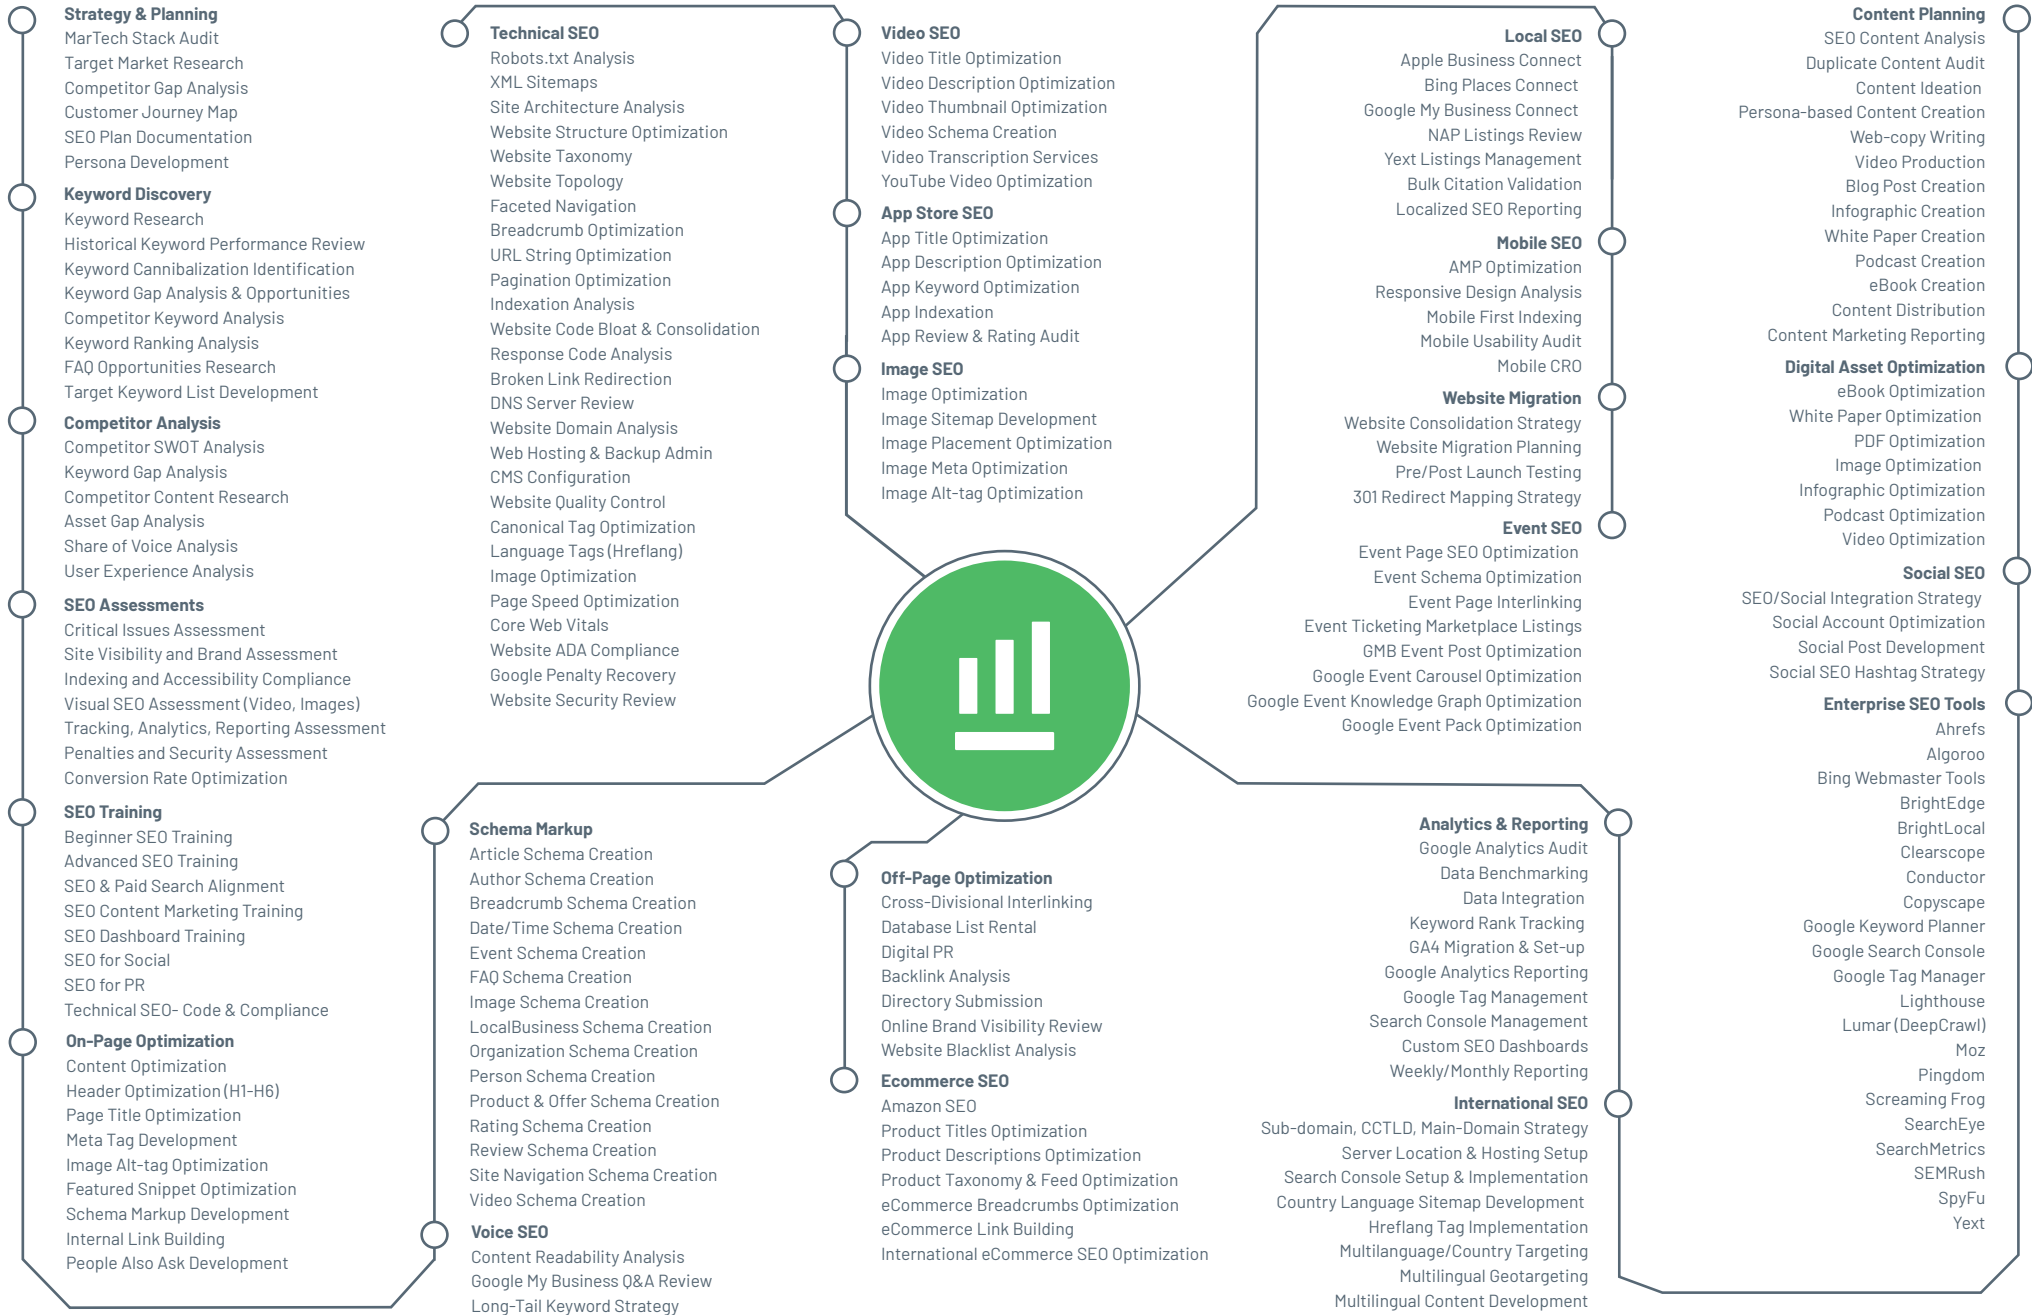 Strategy & Planning
MarTech Stack Audit
Target Market Research
Competitor Gap Analysis
Customer Journey Map
SEO Plan Documentation
Persona Development
Keyword Discovery
Keyword Research
Historical Keyword Performance Review
Keyword Cannibalization Identification
Keyword Gap Analysis & Opportunities
Competitor Keyword Analysis
Keyword Ranking Analysis
FAQ Opportunities Research
Target Keyword List Development
Competitor Analysis
Competitor SWOT Analysis
Keyword Gap Analysis
Competitor Content Research
Asset Gap Analysis
Share of Voice Analysis
User Experience Analysis
SEO Assessments
Critical Issues Assessment
Site Visibility and Brand Assessment
Indexing and Accessibility Compliance
Visual SEO Assessment (Video, Images)
Tracking, Analytics, Reporting Assessment
Penalties and Security Assessment
Conversion Rate Optimization
SEO Training
Beginner SEO Training
Advanced SEO Training
SEO & Paid Search Alignment
SEO Content Marketing Training
SEO Dashboard Training
SEO for Social
SEO for PR
Technical SEO- Code & Compliance
On-Page Optimization
Content Optimization
Header Optimization (H1-H6)
Page Title Optimization
Meta Tag Development
Image Alt-tag Optimization
Featured Snippet Optimization
Schema Markup Development
Internal Link Building
People Also Ask Development
Technical SEO
Robots.txt Analysis
XML Sitemaps
Site Architecture Analysis
Website Structure Optimization
Website Taxonomy
Website Topology
Faceted Navigation
Breadcrumb Optimization
URL String Optimization
Pagination Optimization
Indexation Analysis
Website Code Bloat & Consolidation
Response Code Analysis
Broken Link Redirection
DNS Server Review
Website Domain Analysis
Web Hosting & Backup Admin
CMS Configuration
Website Quality Control
Canonical Tag Optimization
Language Tags (Hreflang)
Image Optimization
Page Speed Optimization
Core Web Vitals
Website ADA Compliance
Google Penalty Recovery
Website Security Review
Schema Markup
Article Schema Creation
Author Schema Creation
Breadcrumb Schema Creation
Date/Time Schema Creation
Event Schema Creation
FAQ Schema Creation
Image Schema Creation
LocalBusiness Schema Creation
Organization Schema Creation
Person Schema Creation
Product & Offer Schema Creation
Rating Schema Creation
Review Schema Creation
Site Navigation Schema Creation
Video Schema Creation
Voice SEO
Content Readability Analysis
Google My Business Q&A Review
Long-Tail Keyword Strategy
Video SEO
Video Title Optimization
Video Description Optimization
Video Thumbnail Optimization
Video Schema Creation
Video Transcription Services
YouTube Video Optimization
App Store SEO
App Title Optimization
App Description Optimization
App Keyword Optimization
App Indexation
App Review & Rating Audit
Image SEO
Image Optimization
Image Sitemap Development
Image Placement Optimization
Image Meta Optimization
Image Alt-tag Optimization
Off-Page Optimization
Cross-Divisional Interlinking
Database List Rental
Digital PR
Backlink Analysis
Directory Submission
Online Brand Visibility Review
Website Blacklist Analysis
Ecommerce SEO
Amazon SEO
Product Titles Optimization
Product Descriptions Optimization
Product Taxonomy & Feed Optimization
eCommerce Breadcrumbs Optimization
eCommerce Link Building
International eCommerce SEO Optimization
Local SEO
Apple Business Connect
Bing Places Connect
Google My Business Connect
NAP Listings Review
Yext Listings Management
Bulk Citation Validation
Localized SEO Reporting
Mobile SEO
AMP Optimization
Responsive Design Analysis
Mobile First Indexing
Mobile Usability Audit
Mobile CRO
Website Migration
Website Consolidation Strategy
Website Migration Planning
Pre/Post Launch Testing
301 Redirect Mapping Strategy
Event SEO
Event Page SEO Optimization
Event Schema Optimization
Event Page Interlinking
Event Ticketing Marketplace Listings
GMB Event Post Optimization
Google Event Carousel Optimization
Google Event Knowledge Graph Optimization
Google Event Pack Optimization
Analytics & Reporting
Google Analytics Audit
Data Benchmarking
Data Integration
Keyword Rank Tracking
GA4 Migration & Set-up
Google Analytics Reporting
Google Tag Management
Search Console Management
Custom SEO Dashboards
Weekly/Monthly Reporting
International SEO
Sub-domain, CCTLD, Main-Domain Strategy
Server Location & Hosting Setup
Search Console Setup & Implementation
Country Language Sitemap Development
Hreflang Tag Implementation
Multilanguage/Country Targeting
Multilingual Geotargeting
Multilingual Content Development
Content Planning
SEO Content Analysis
Duplicate Content Audit
Content Ideation
Persona-based Content Creation
Web-copy Writing
Video Production
Blog Post Creation
Infographic Creation
White Paper Creation
Podcast Creation
eBook Creation
Content Distribution
Content Marketing Reporting
Digital Asset Optimization
eBook Optimization
White Paper Optimization
PDF Optimization
Image Optimization
Infographic Optimization
Podcast Optimization
Video Optimization
Social SEO
SEO/Social Integration Strategy
Social Account Optimization
Social Post Development
Social SEO Hashtag Strategy
Enterprise SEO Tools
Ahrefs
Algoroo
Bing Webmaster Tools
BrightEdge
BrightLocal
Clearscope
Conductor
Copyscape
Google Keyword Planner
Google Search Console
Google Tag Manager
Lighthouse
Lumar (DeepCrawl)
Moz
Pingdom
Screaming Frog
SearchEye
SearchMetrics
SEMRush
SpyFu
Yext